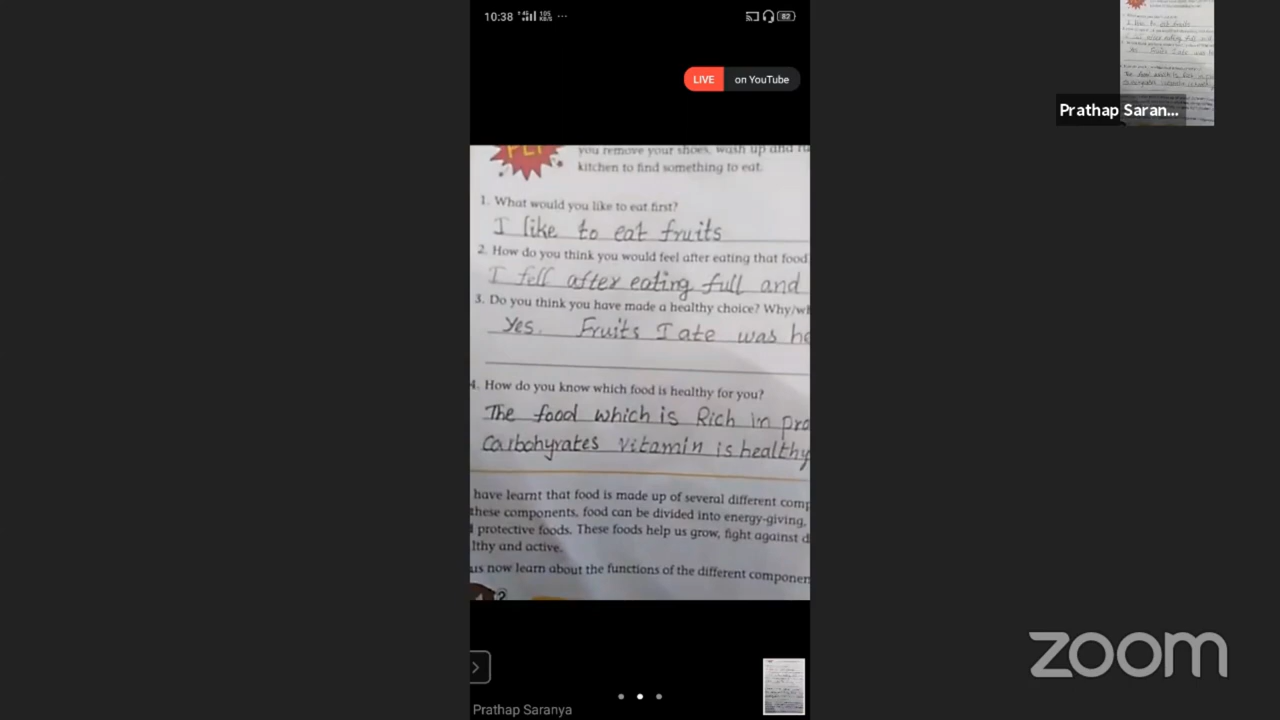 10:38 ...
82
LIVE on YouTube
Prathap Saran...
you remove your shoes, wash up and
kitchen to find something to eat.
1. What would you like to eat first?
I like to eat fruits
2. How do you think you would feel after eating that food
I fell after eating full and
3. Do you think you have made a healthy choice? Why/wh
Yes. Fruits I ate was he
4. How do you know which food is healthy for you?
The food which is Rich in pro
Carbohyrates vitamin is healthy
have learnt that food is made up of several different comp
these components, food can be divided into energy-giving,
protective foods. These foods help us grow, fight against d
lthy and active.
us now learn about the functions of the different componen
?
Prathap Saranya
zoom